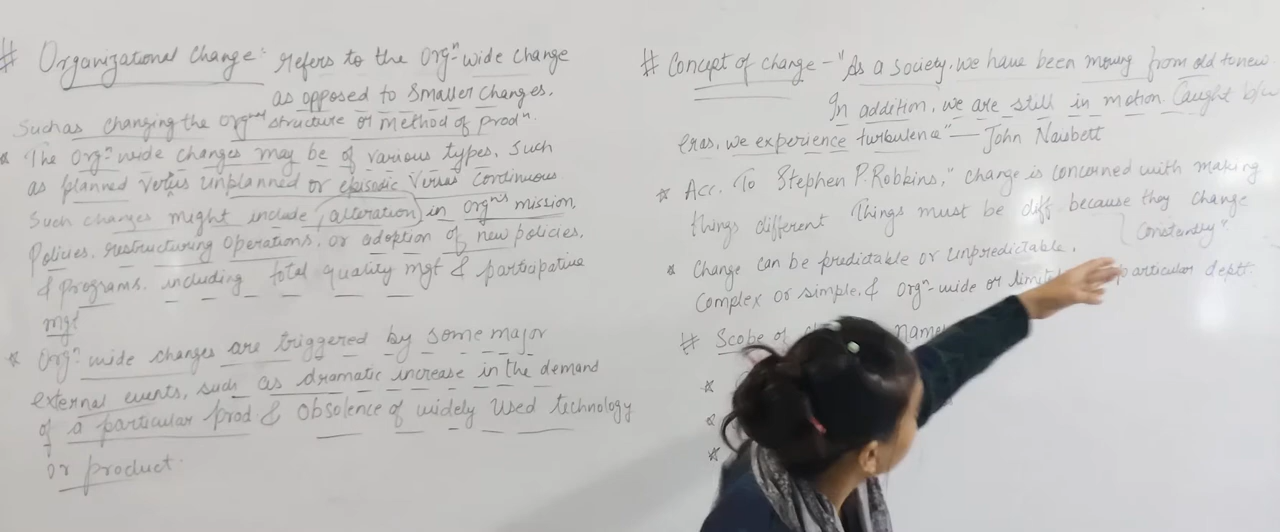 # Organizational Change: refers to the Orgⁿ-wide change
as opposed to smaller changes.
Such as changing the orgⁿᵃˡ structure or method of prodⁿ.
* The orgⁿ-wide changes may be of various types, such
as planned versus unplanned or episodic versus continuous
Such changes might include (alteration) in orgⁿˢ mission,
Policies, restructuring operations, or adoption of new policies,
& programs, including total quality mgt & participative
mgt
* Orgⁿ-wide changes are triggered by some major
external events, such as dramatic increase in the demand
of a particular prod & obsolence of widely used technology
or product.
# Concept of change - "As a society, we have been moving from old to new.
In addition, we are still in motion. Caught b/w
eras, we experience turbulence" — John Naisbett
* Acc. To Stephen P. Robbins, "change is concerned with making
things different Things must be diff. because they change
constantly"
* Change can be predictable or unpredictable,
complex or simple, & orgⁿ-wide or particular deptt.
# Scope of
*
*
*